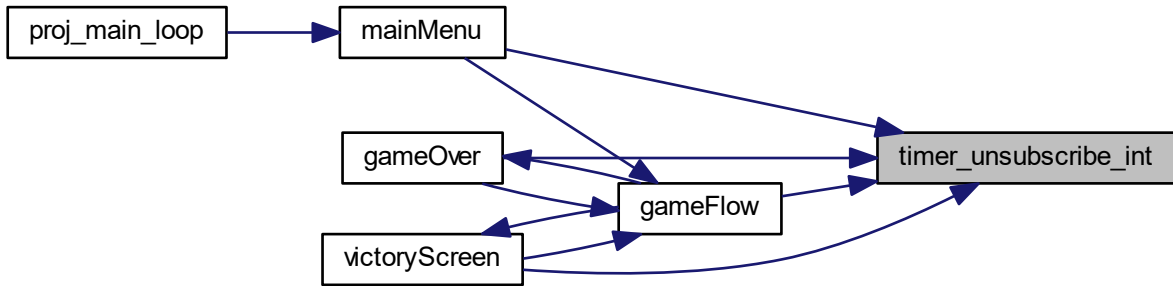 proj_main_loop
mainMenu
gameOver
timer_unsubscribe_int
gameFlow
victoryScreen